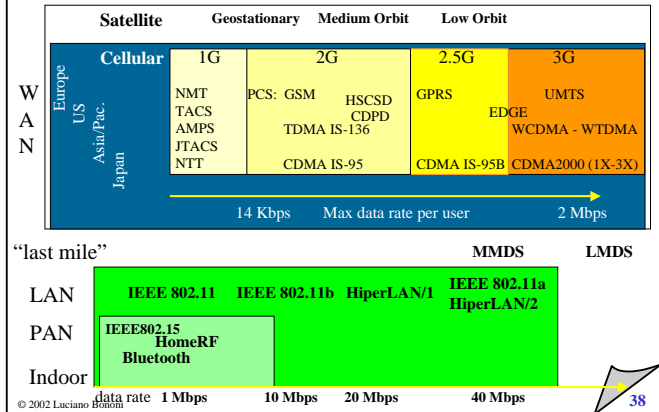 Satellite Geostationary Medium Orbit Low Orbit
Cellular 1G 2G 2.5G 3G
WAN
Europe
US
Asia/Pac.
Japan
NMT PCS: GSM HSCSD GPRS UMTS
TACS CDPD EDGE
AMPS TDMA IS-136 WCDMA - WTDMA
JTACS
NTT CDMA IS-95 CDMA IS-95B CDMA2000 (1X-3X)
14 Kbps Max data rate per user 2 Mbps
“last mile” MMDS LMDS
LAN IEEE 802.11 IEEE 802.11b HiperLAN/1 IEEE 802.11a
HiperLAN/2
PAN IEEE802.15
HomeRF
Bluetooth
Indoor
data rate 1 Mbps 10 Mbps 20 Mbps 40 Mbps
© 2002 Luciano Bononi 38